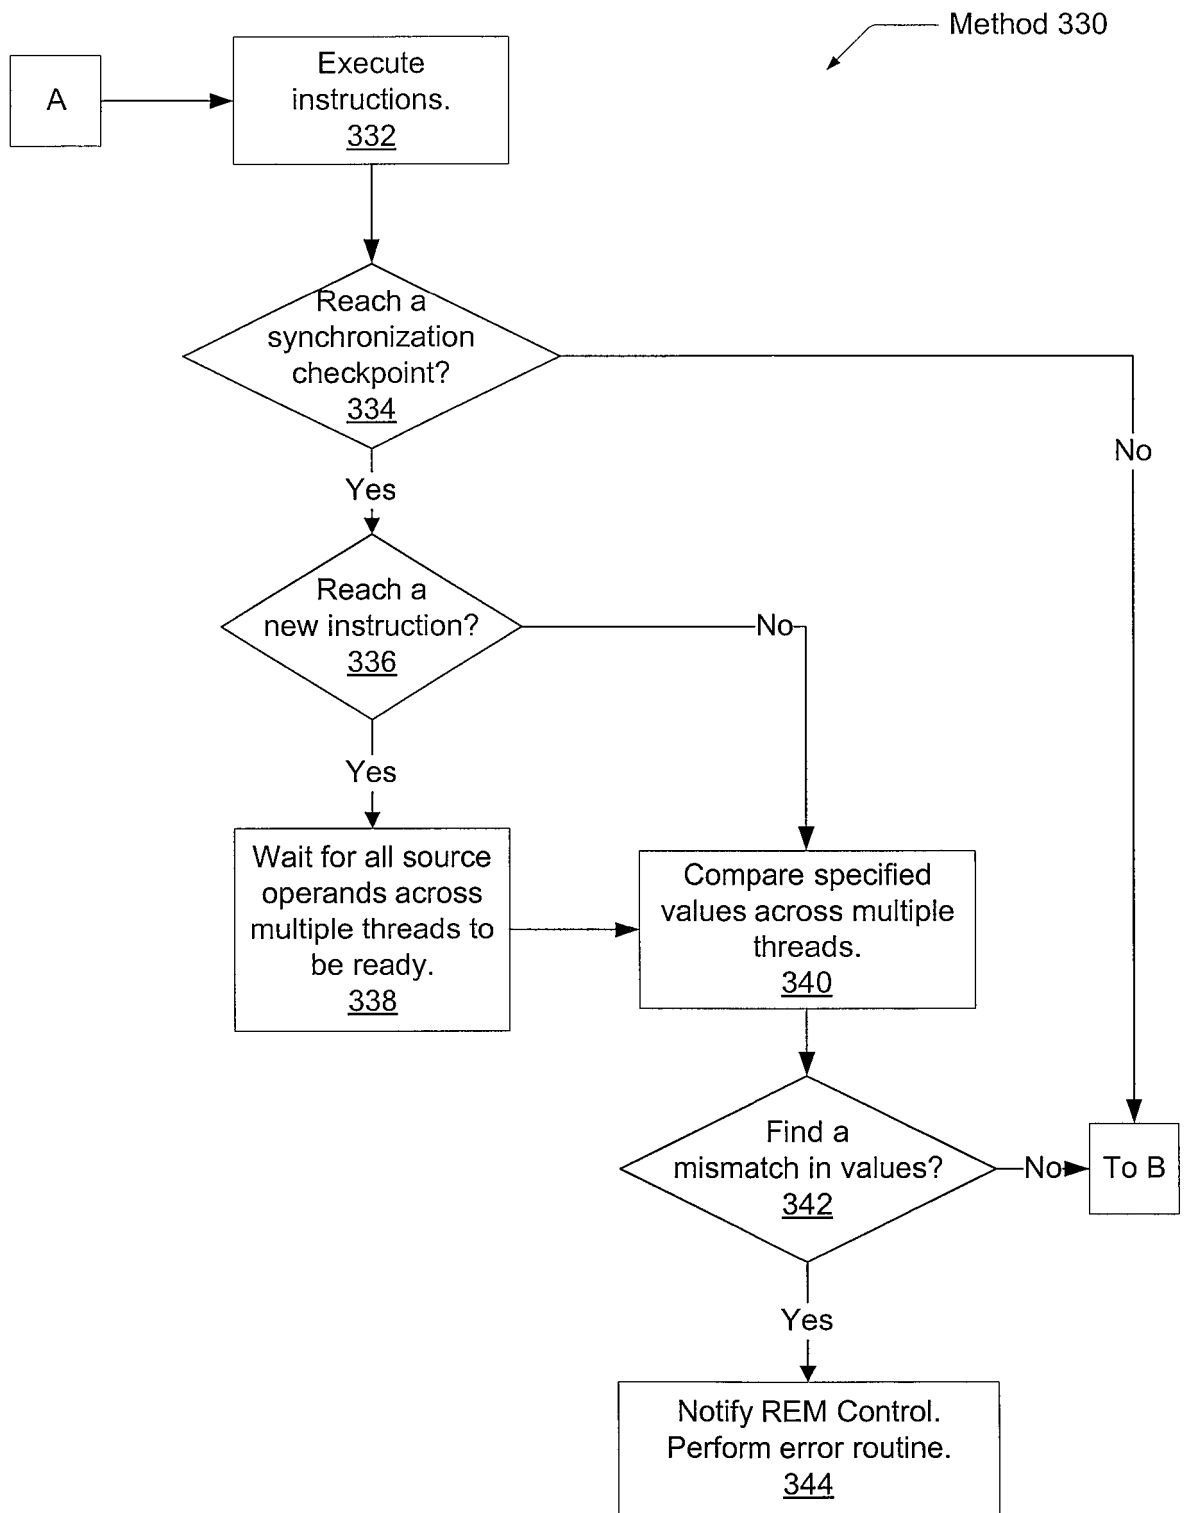 Method 330
A
Execute
instructions.
332
Reach a
synchronization
checkpoint?
334
No
Yes
Reach a
new instruction?
336
No
Yes
Wait for all source
operands across
multiple threads to
be ready.
338
Compare specified
values across multiple
threads.
340
Find a
mismatch in values?
342
No
To B
Yes
Notify REM Control.
Perform error routine.
344